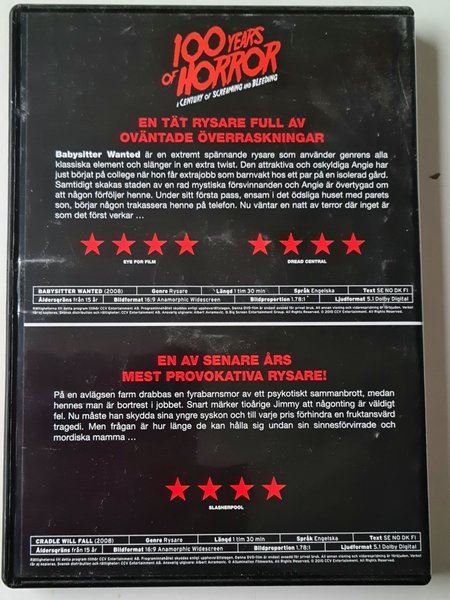 100 YEARS
OF HORROR
A CENTURY OF SCREAMING AND BLEEDING
EN TÄT RYSARE FULL AV
OVÄNTADE ÖVERRASKNINGAR
Babysitter Wanted är en extremt spännande rysare som använder genrens alla
klassiska element och slänger in en extra twist. Den attraktiva och oskyldiga Angie har
just börjat på college när hon får extrajobb som barnvakt hos ett par på en isolerad gård.
Samtidigt skakas staden av en rad mystiska försvinnanden och Angie är övertygad om
att någon förföljer henne. Under sitt första pass, ensam i det ödsliga huset med parets
son, börjar någon trakassera henne på telefon. Nu väntar en natt av terror där inget är
som det först verkar ...
EYE FOR FILM
DREAD CENTRAL
BABYSITTER WANTED (2008) Genre Rysare Längd 1 tim 30 min Språk Engelska Text SE NO DK FI
Åldersgräns från 15 år Bildformat 16:9 Anamorphic Widescreen Bildproportion 1.78:1 Ljudformat 5.1 Dolby Digital
EN AV SENARE ÅRS
MEST PROVOKATIVA RYSARE!
På en avlägsen farm drabbas en fyrabarnsmor av ett psykotiskt sammanbrott, medan
hennes man är bortrest i jobbet. Snart märker tioårige Jimmy att någonting är väldigt
fel. Nu måste han skydda sina yngre syskon och till varje pris förhindra en fruktansvärd
tragedi. Men frågan är hur länge de kan hålla sig undan sin sinnesförvirrade och
mordiska mamma ...
SLASHERPOOL
CRADLE WILL FALL (2008) Genre Rysare Längd 1 tim 30 min Språk Engelska Text SE NO DK FI
Åldersgräns från 15 år Bildformat 16:9 Anamorphic Widescreen Bildproportion 1.78:1 Ljudformat 5.1 Dolby Digital